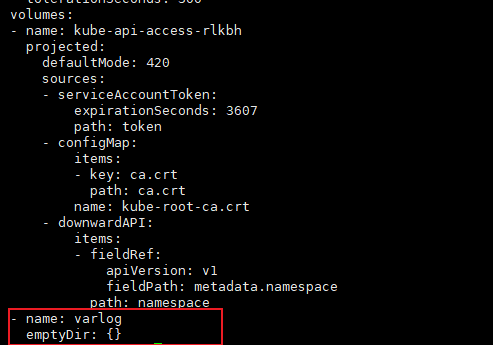 tolerationSeconds: 300
volumes:
- name: kube-api-access-rlkbh
  projected:
    defaultMode: 420
    sources:
    - serviceAccountToken:
        expirationSeconds: 3607
        path: token
    - configMap:
        items:
        - key: ca.crt
          path: ca.crt
        name: kube-root-ca.crt
    - downwardAPI:
        items:
        - fieldRef:
            apiVersion: v1
            fieldPath: metadata.namespace
          path: namespace
- name: varlog
  emptyDir: {}